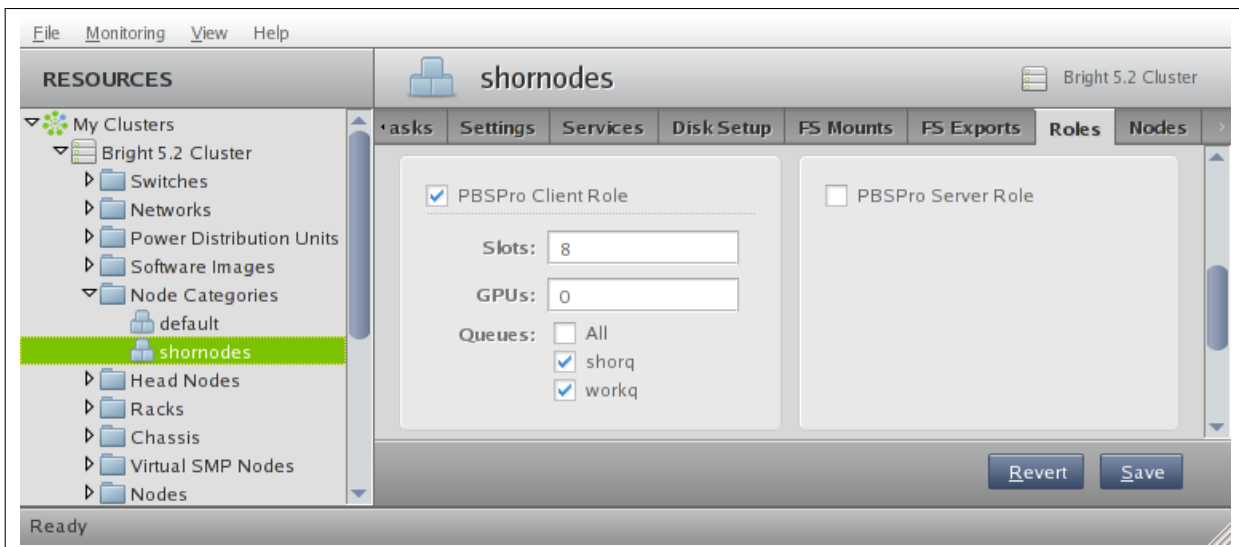 File Monitoring View Help
RESOURCES
My Clusters
Bright 5.2 Cluster
Switches
Networks
Power Distribution Units
Software Images
Node Categories
default
shornodes
Head Nodes
Racks
Chassis
Virtual SMP Nodes
Nodes
shornodes
Bright 5.2 Cluster
asks Settings Services Disk Setup FS Mounts FS Exports Roles Nodes
PBSPro Client Role
Slots: 8
GPUs: 0
Queues: All
shorq
workq
PBSPro Server Role
Revert Save
Ready